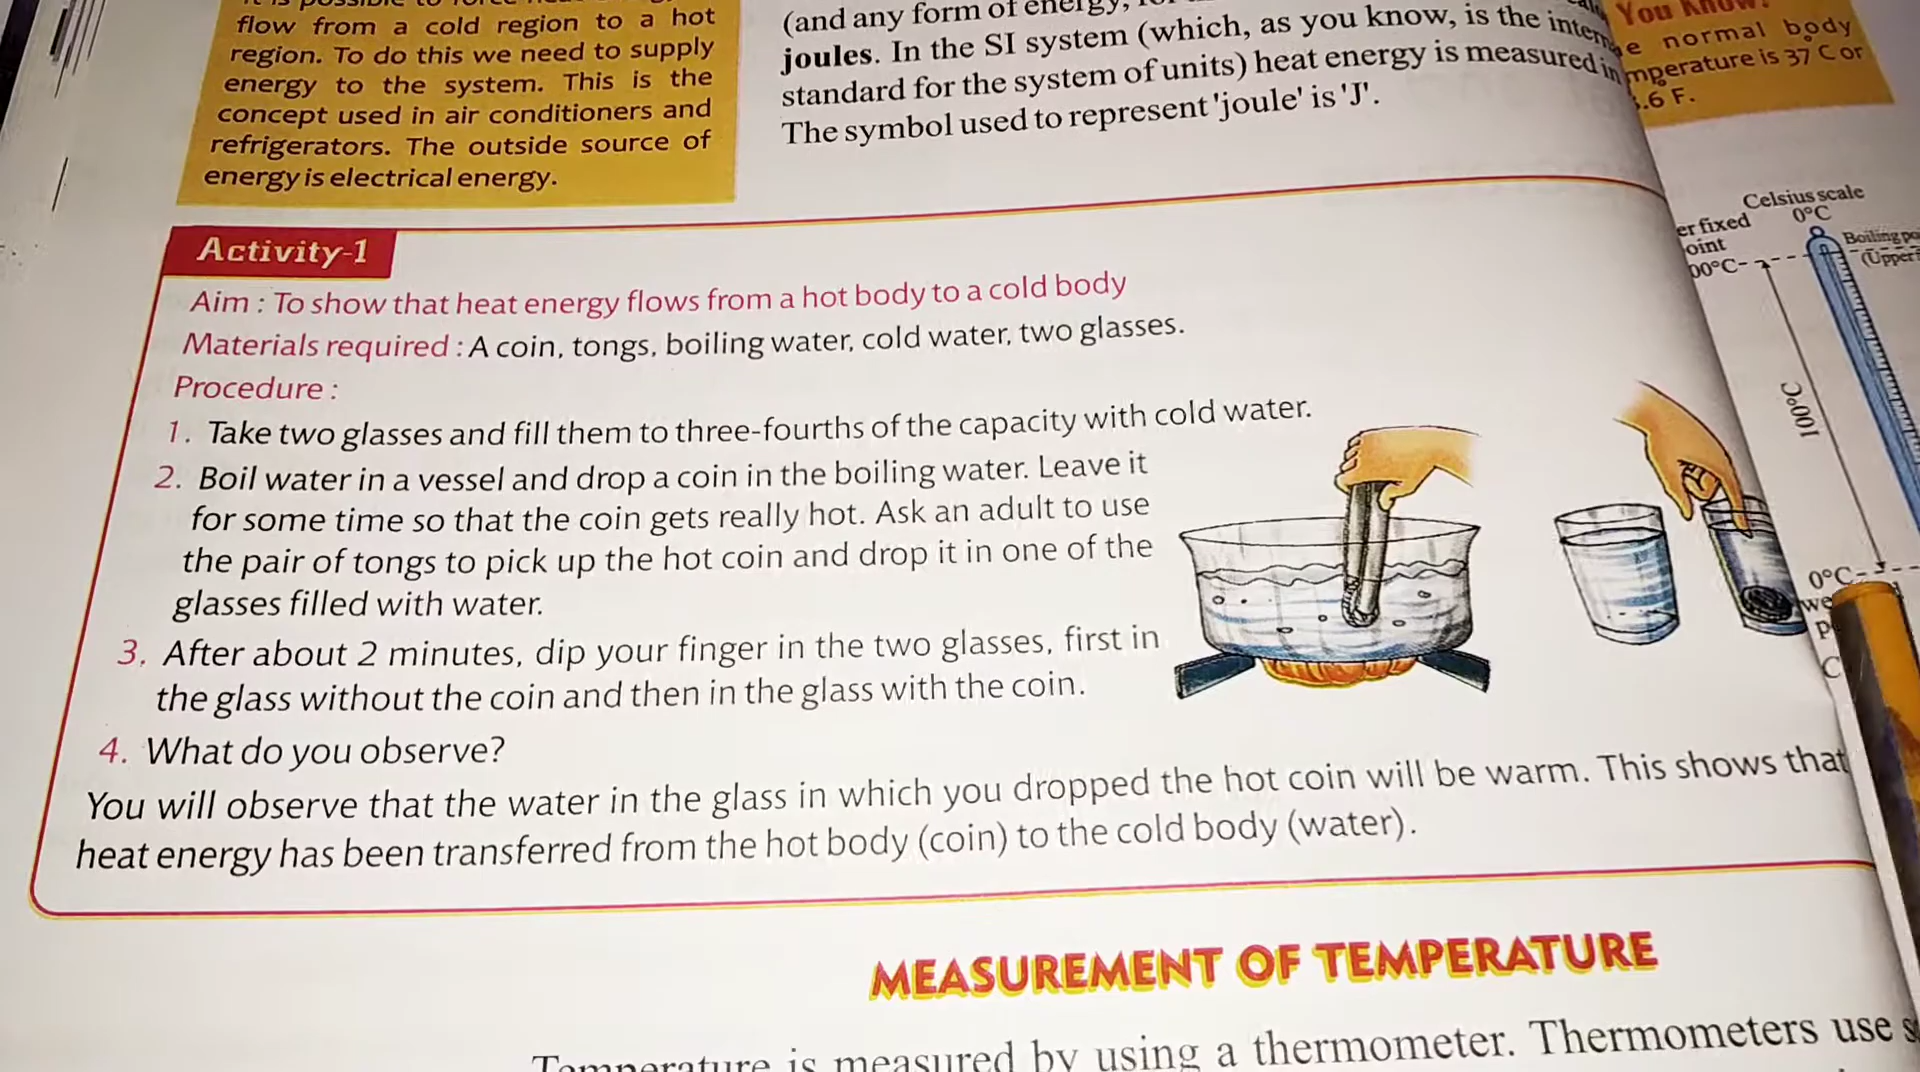 flow from a cold region to a hot
region. To do this we need to supply
energy to the system. This is the
concept used in air conditioners and
refrigerators. The outside source of
energy is electrical energy.
(and any form of energy,
joules. In the SI system (which, as you know, is the
standard for the system of units) heat energy is measured in
The symbol used to represent 'joule' is 'J'.
You Know?
normal body
temperature is 37°C or
.6°F.
Activity-1
Aim : To show that heat energy flows from a hot body to a cold body
Materials required : A coin, tongs, boiling water, cold water, two glasses.
Procedure :
1. Take two glasses and fill them to three-fourths of the capacity with cold water.
2. Boil water in a vessel and drop a coin in the boiling water. Leave it
for some time so that the coin gets really hot. Ask an adult to use
the pair of tongs to pick up the hot coin and drop it in one of the
glasses filled with water.
3. After about 2 minutes, dip your finger in the two glasses, first in
the glass without the coin and then in the glass with the coin.
4. What do you observe?
You will observe that the water in the glass in which you dropped the hot coin will be warm. This shows that
heat energy has been transferred from the hot body (coin) to the cold body (water).
Celsius scale
0°C
fixed
Boiling
(Upper
100°C
0°C
MEASUREMENT OF TEMPERATURE
Temperature is measured by using a thermometer. Thermometers use